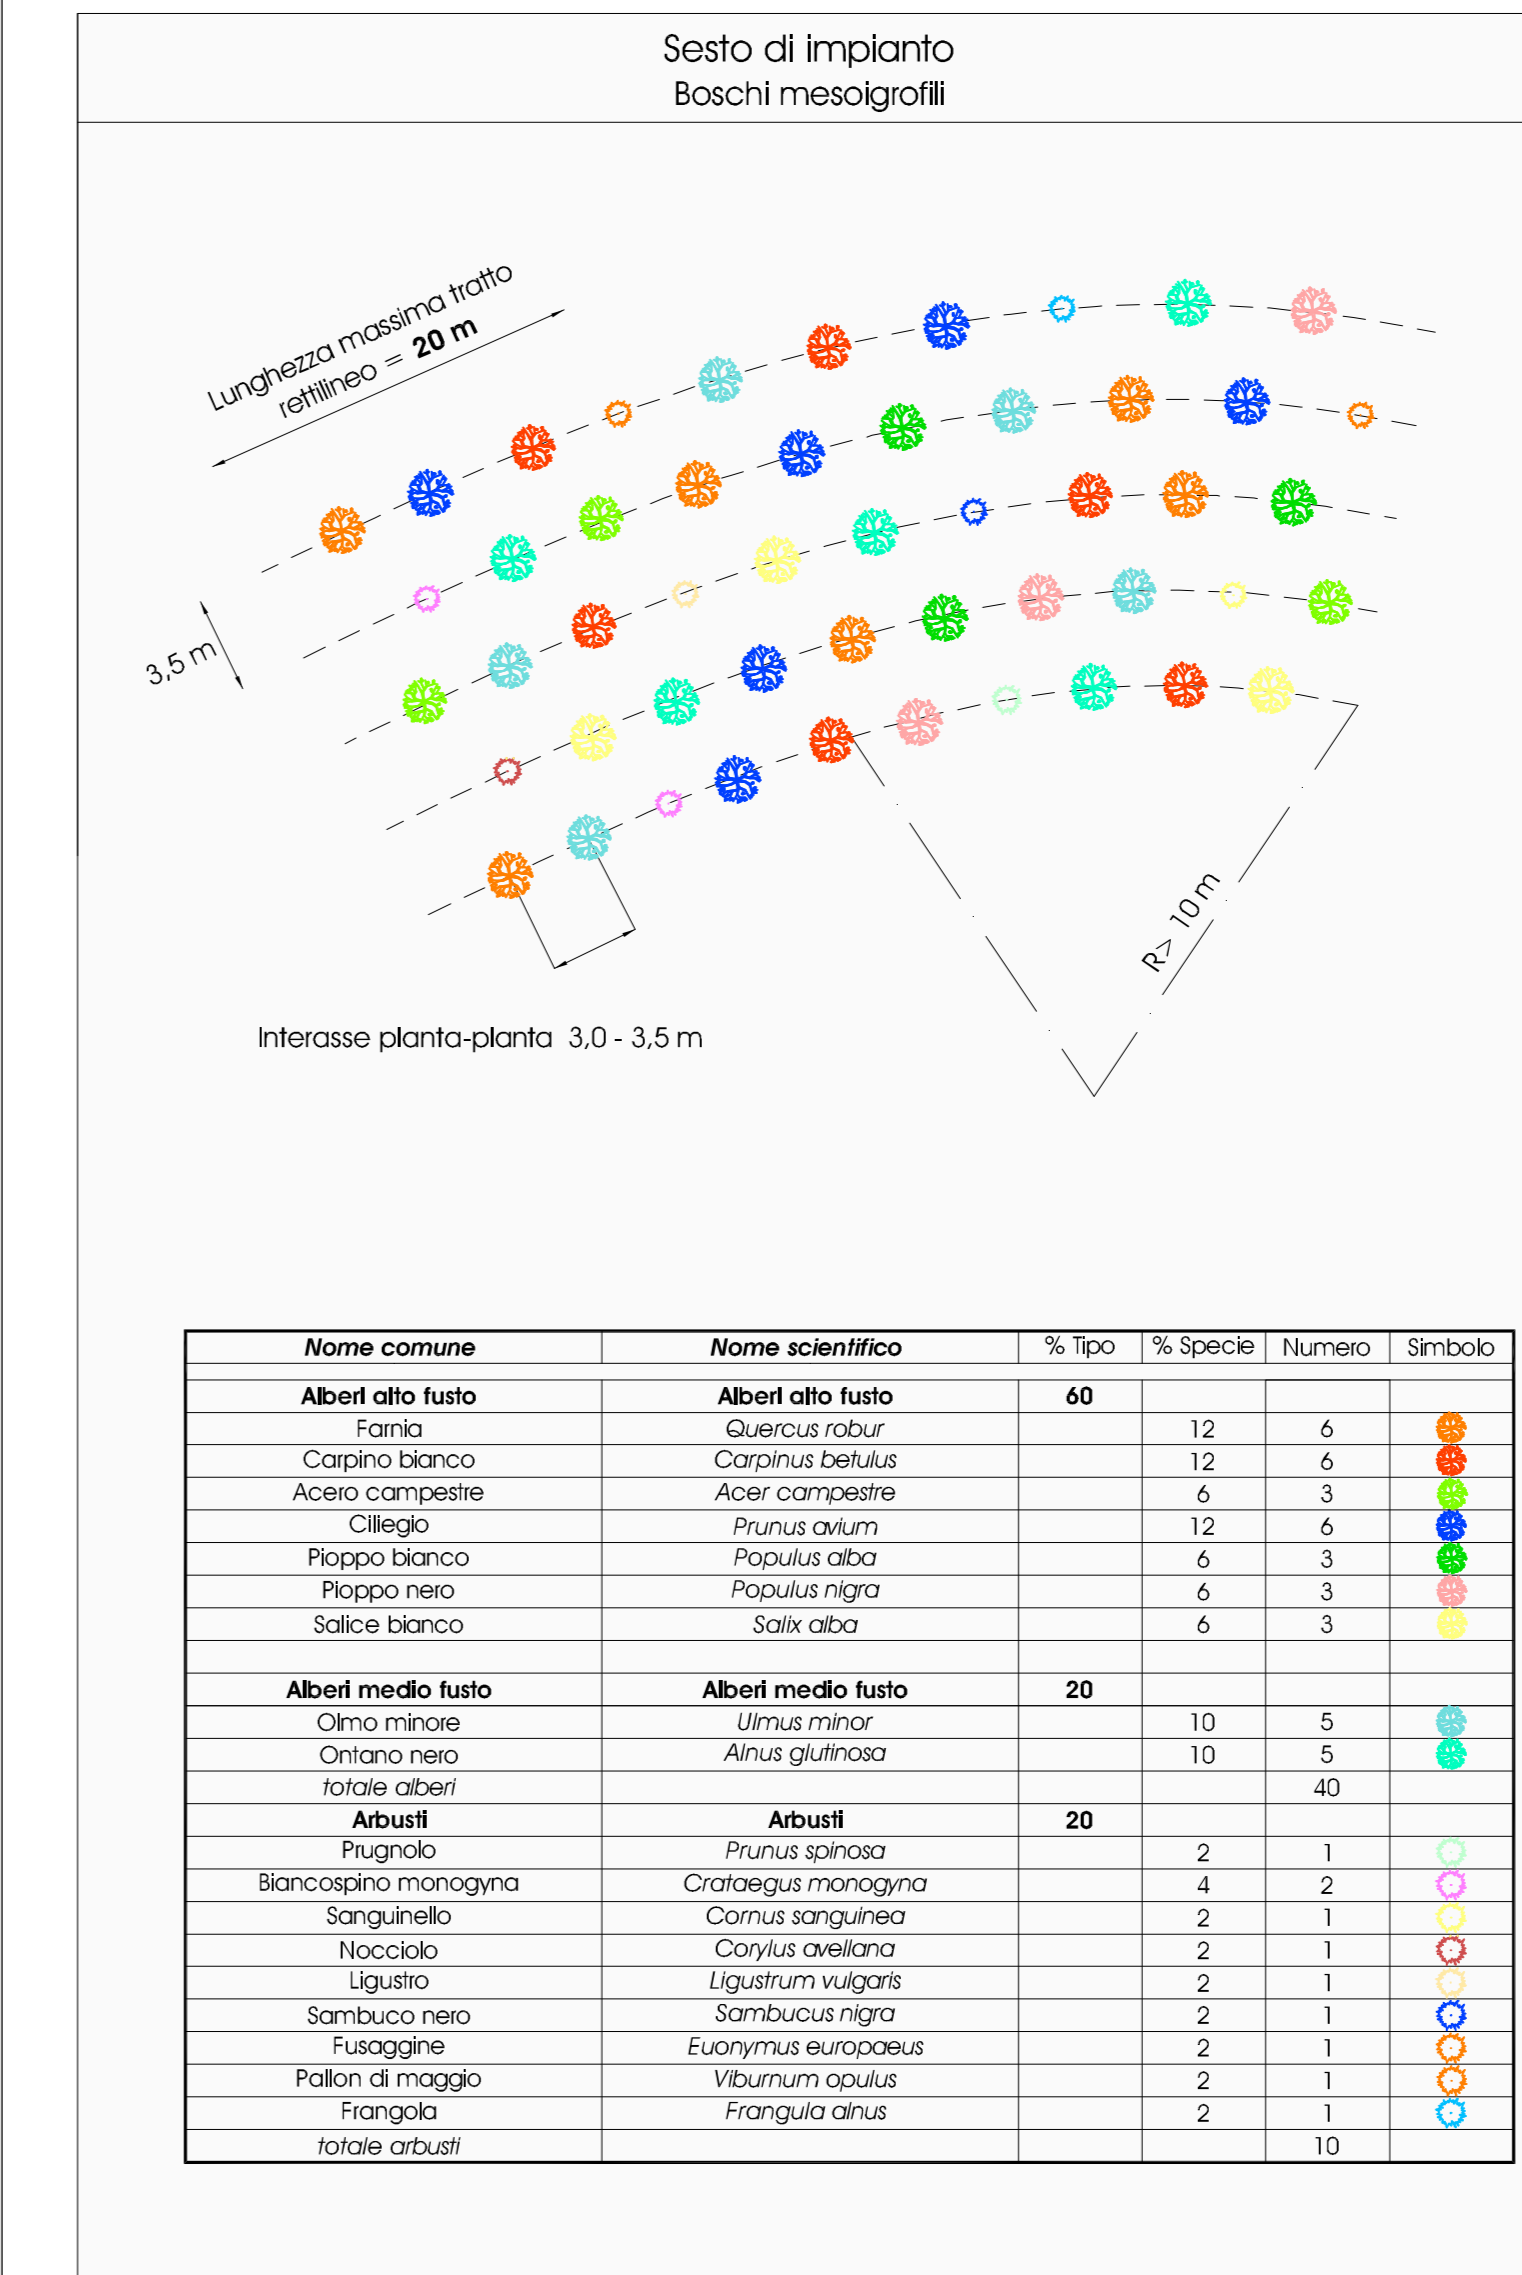 Sesto di impianto
Boschi mesoigrofili
Lunghezza massima tratto
rettilineo = 20 m
3,5 m
R> 10 m
Interasse pianta-pianta 3,0 - 3,5 m
Nome comune Nome scientifico % Tipo % Specie Numero Simbolo
Alberi alto fusto Alberi alto fusto 60
Farnia Quercus robur 12 6
Carpino bianco Carpinus betulus 12 6
Acero campestre Acer campestre 6 3
Ciliegio Prunus avium 12 6
Pioppo bianco Populus alba 6 3
Pioppo nero Populus nigra 6 3
Salice bianco Salix alba 6 3
Alberi medio fusto Alberi medio fusto 20
Olmo minore Ulmus minor 10 5
Ontano nero Alnus glutinosa 10 5
totale alberi 40
Arbusti Arbusti 20
Prugnolo Prunus spinosa 2 1
Biancospino monogyna Crataegus monogyna 4 2
Sanguinello Cornus sanguinea 2 1
Nocciolo Corylus avellana 2 1
Ligustro Ligustrum vulgaris 2 1
Sambuco nero Sambucus nigra 2 1
Fusaggine Euonymus europaeus 2 1
Pallon di maggio Viburnum opulus 2 1
Frangola Frangula alnus 2 1
totale arbusti 10